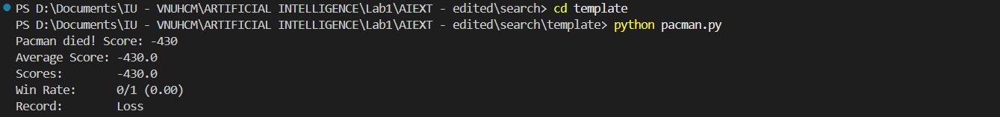 PS D:\Documents\IU - VNUHCM\ARTIFICIAL INTELLIGENCE\Lab1\AIEXT - edited\search> cd template
PS D:\Documents\IU - VNUHCM\ARTIFICIAL INTELLIGENCE\Lab1\AIEXT - edited\search\template> python pacman.py
Pacman died! Score: -430
Average Score: -430.0
Scores:        -430.0
Win Rate:      0/1 (0.00)
Record:        Loss